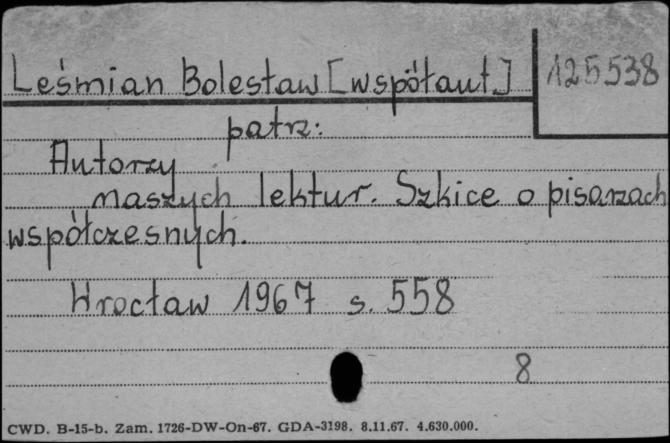 Leśmian Bolesław [współaut.] 125538
patrz:
Autorzy
naszych lektur. Szkice o pisarzach
współczesnych.
Wrocław 1967 s. 558
8
CWD. B-15-b. Zam. 1726-DW-On-67. GDA-3198. 8.11.67. 4.630.000.